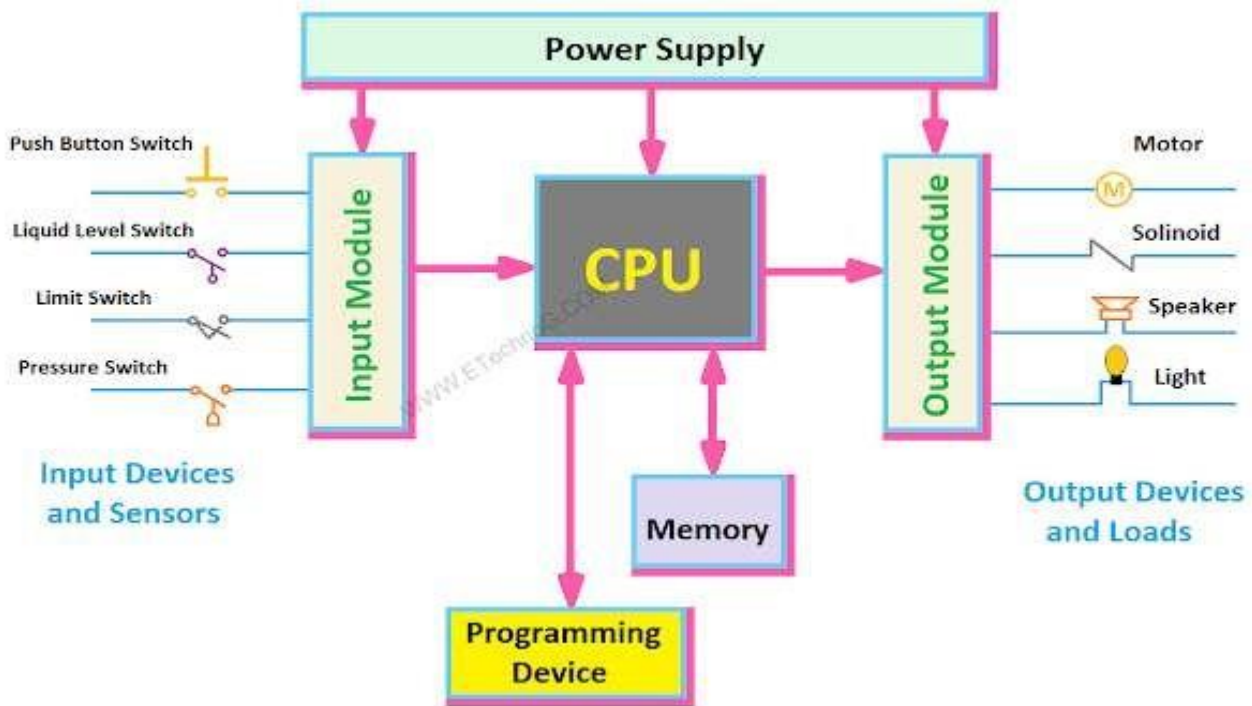 Power Supply
Push Button Switch
Liquid Level Switch
Limit Switch
Pressure Switch
Input Devices
and Sensors
Input Module
CPU
Output Module
Motor
M
Solinoid
Speaker
Light
Output Devices
and Loads
Memory
Programming
Device